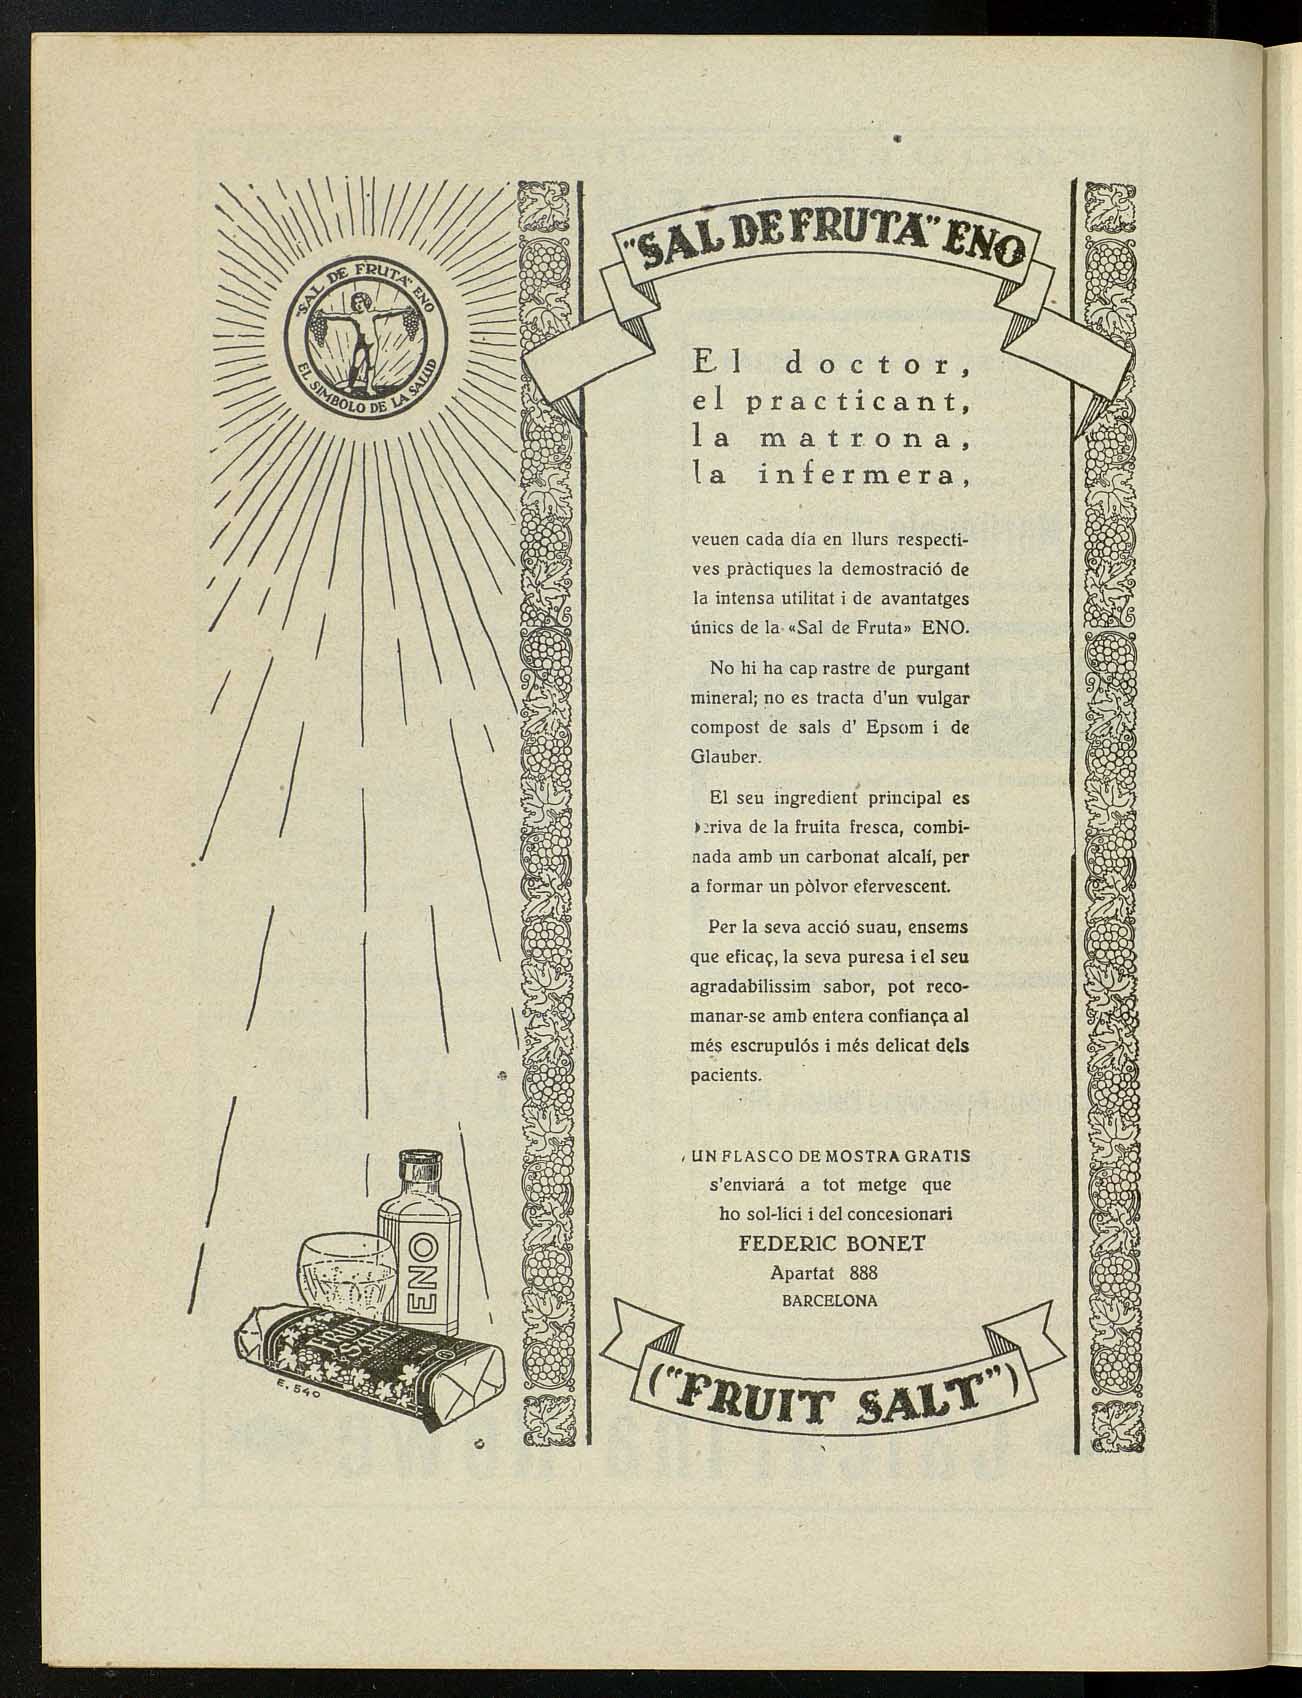 "SAL DE FRUTA" ENO
EL SIMBOLO DE LA SALUD
"SAL DE FRUTA" ENO
El doctor,
el practicant,
la matrona,
la infermera,
veuen cada día en llurs respecti-
ves pràctiques la demostració de
la intensa utilitat i de avantatges
únics de la «Sal de Fruta» ENO.
No hi ha cap rastre de purgant
mineral; no es tracta d'un vulgar
compost de sals d' Epsom i de
Glauber.
El seu ingredient principal es
deriva de la fruita fresca, combi-
nada amb un carbonat alcalí, per
a formar un pòlvor efervescent.
Per la seva acció suau, ensems
que eficaç, la seva puresa i el seu
agradabilissim sabor, pot reco-
manar-se amb entera confiança al
més escrupulós i més delicat dels
pacients.
UN FLASCO DE MOSTRA GRATIS
s'enviará a tot metge que
ho sol-lici i del concesionari
FEDERIC BONET
Apartat 888
BARCELONA
("FRUIT SALT")
ENO
FRUIT
SALT
E. 540